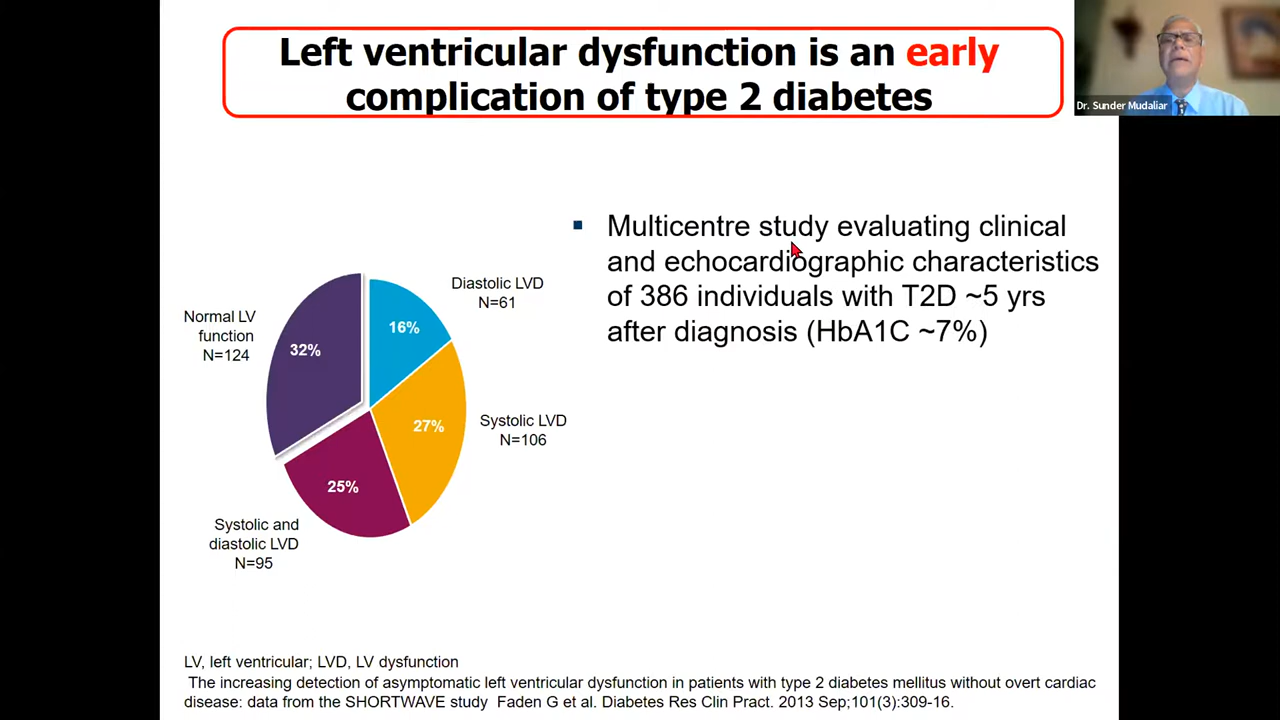 Left ventricular dysfunction is an early
complication of type 2 diabetes
Dr. Sunder Mudaliar
Multicentre study evaluating clinical
and echocardiographic characteristics
of 386 individuals with T2D ~5 yrs
after diagnosis (HbA1C ~7%)
Diastolic LVD
N=61
16%
Normal LV
function
N=124
32%
Systolic LVD
N=106
27%
25%
Systolic and
diastolic LVD
N=95
LV, left ventricular; LVD, LV dysfunction
The increasing detection of asymptomatic left ventricular dysfunction in patients with type 2 diabetes mellitus without overt cardiac
disease: data from the SHORTWAVE study Faden G et al. Diabetes Res Clin Pract. 2013 Sep;101(3):309-16.